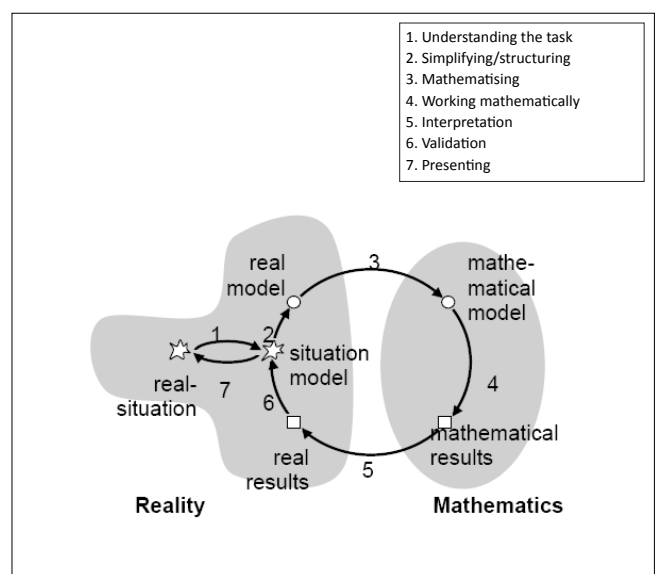 1. Understanding the task
2. Simplifying/structuring
3. Mathematising
4. Working mathematically
5. Interpretation
6. Validation
7. Presenting
real
model
3
mathe-
matical
model
1
2
situation
model
real-
situation
7
6
4
real
results
5
mathematical
results
Reality
Mathematics